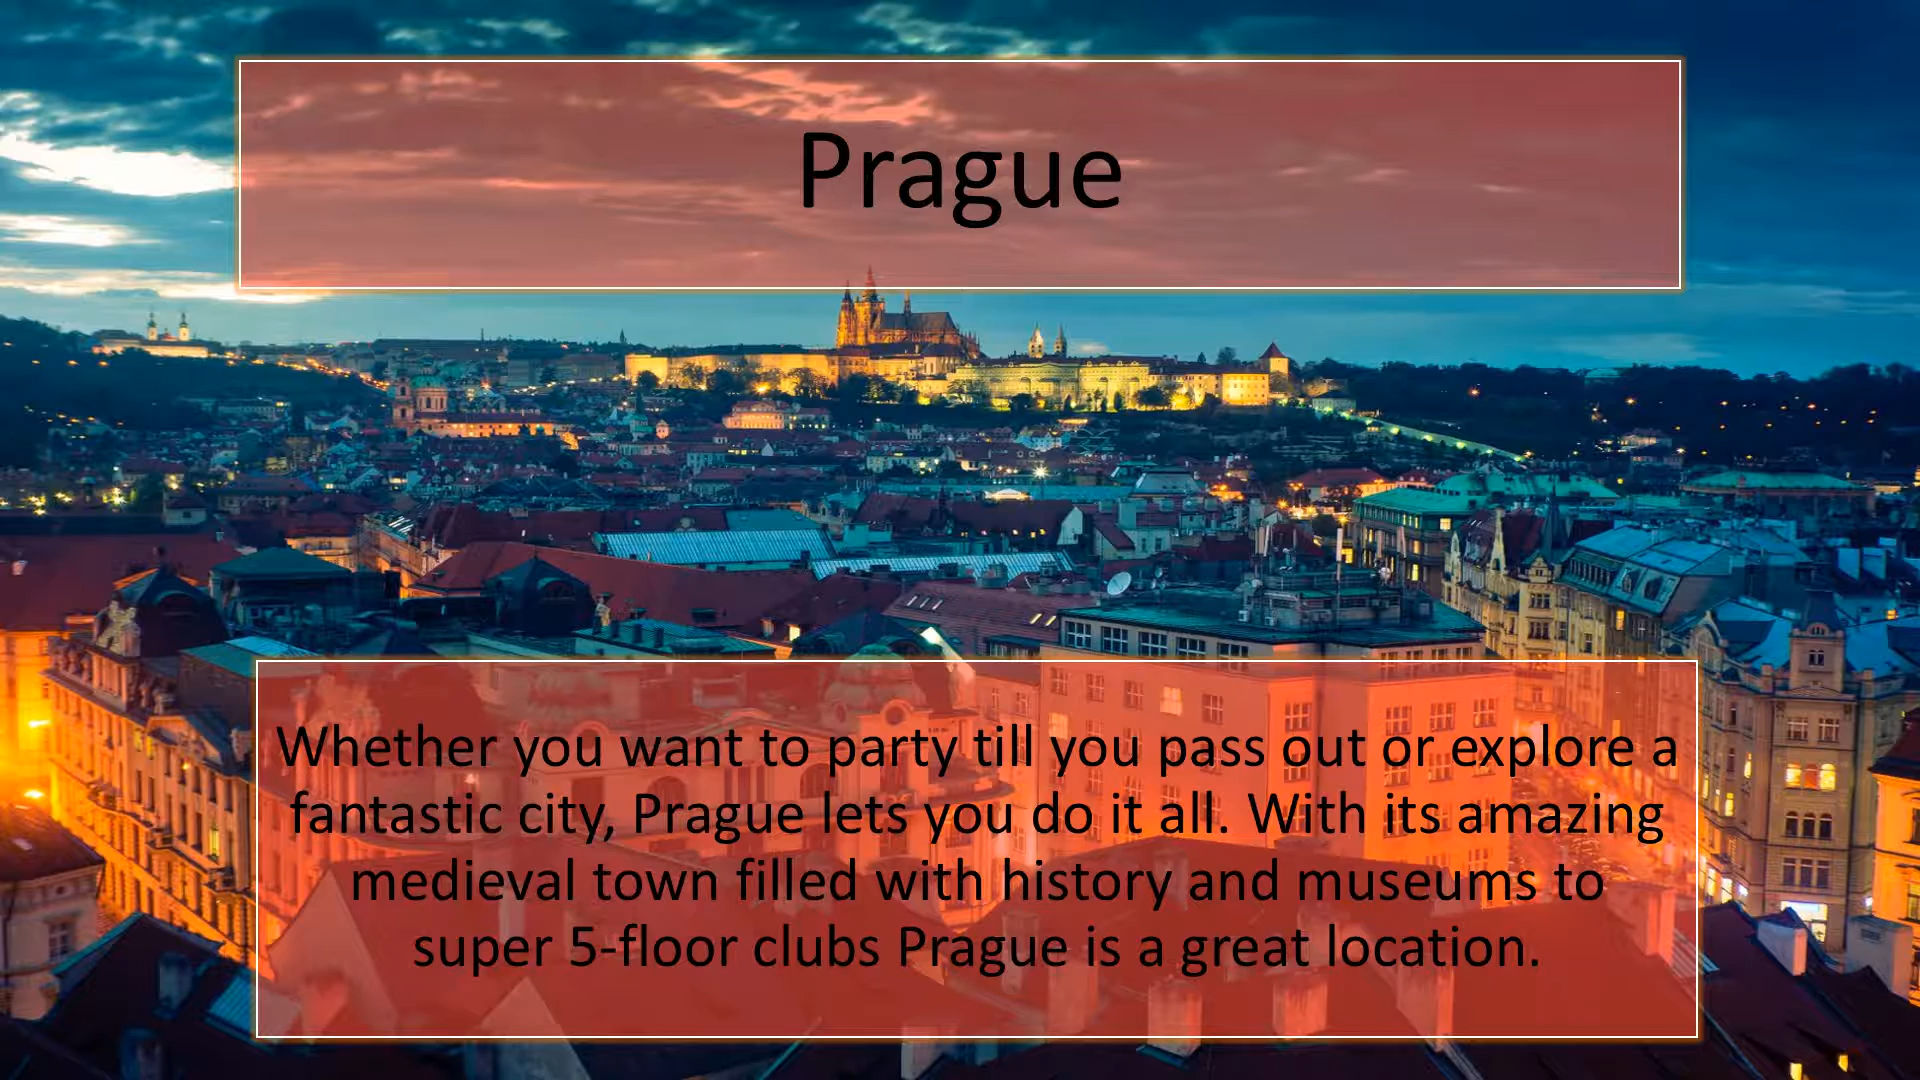 Prague
Whether you want to party till you pass out or explore a
fantastic city, Prague lets you do it all. With its amazing
medieval town filled with history and museums to
super 5-floor clubs Prague is a great location.